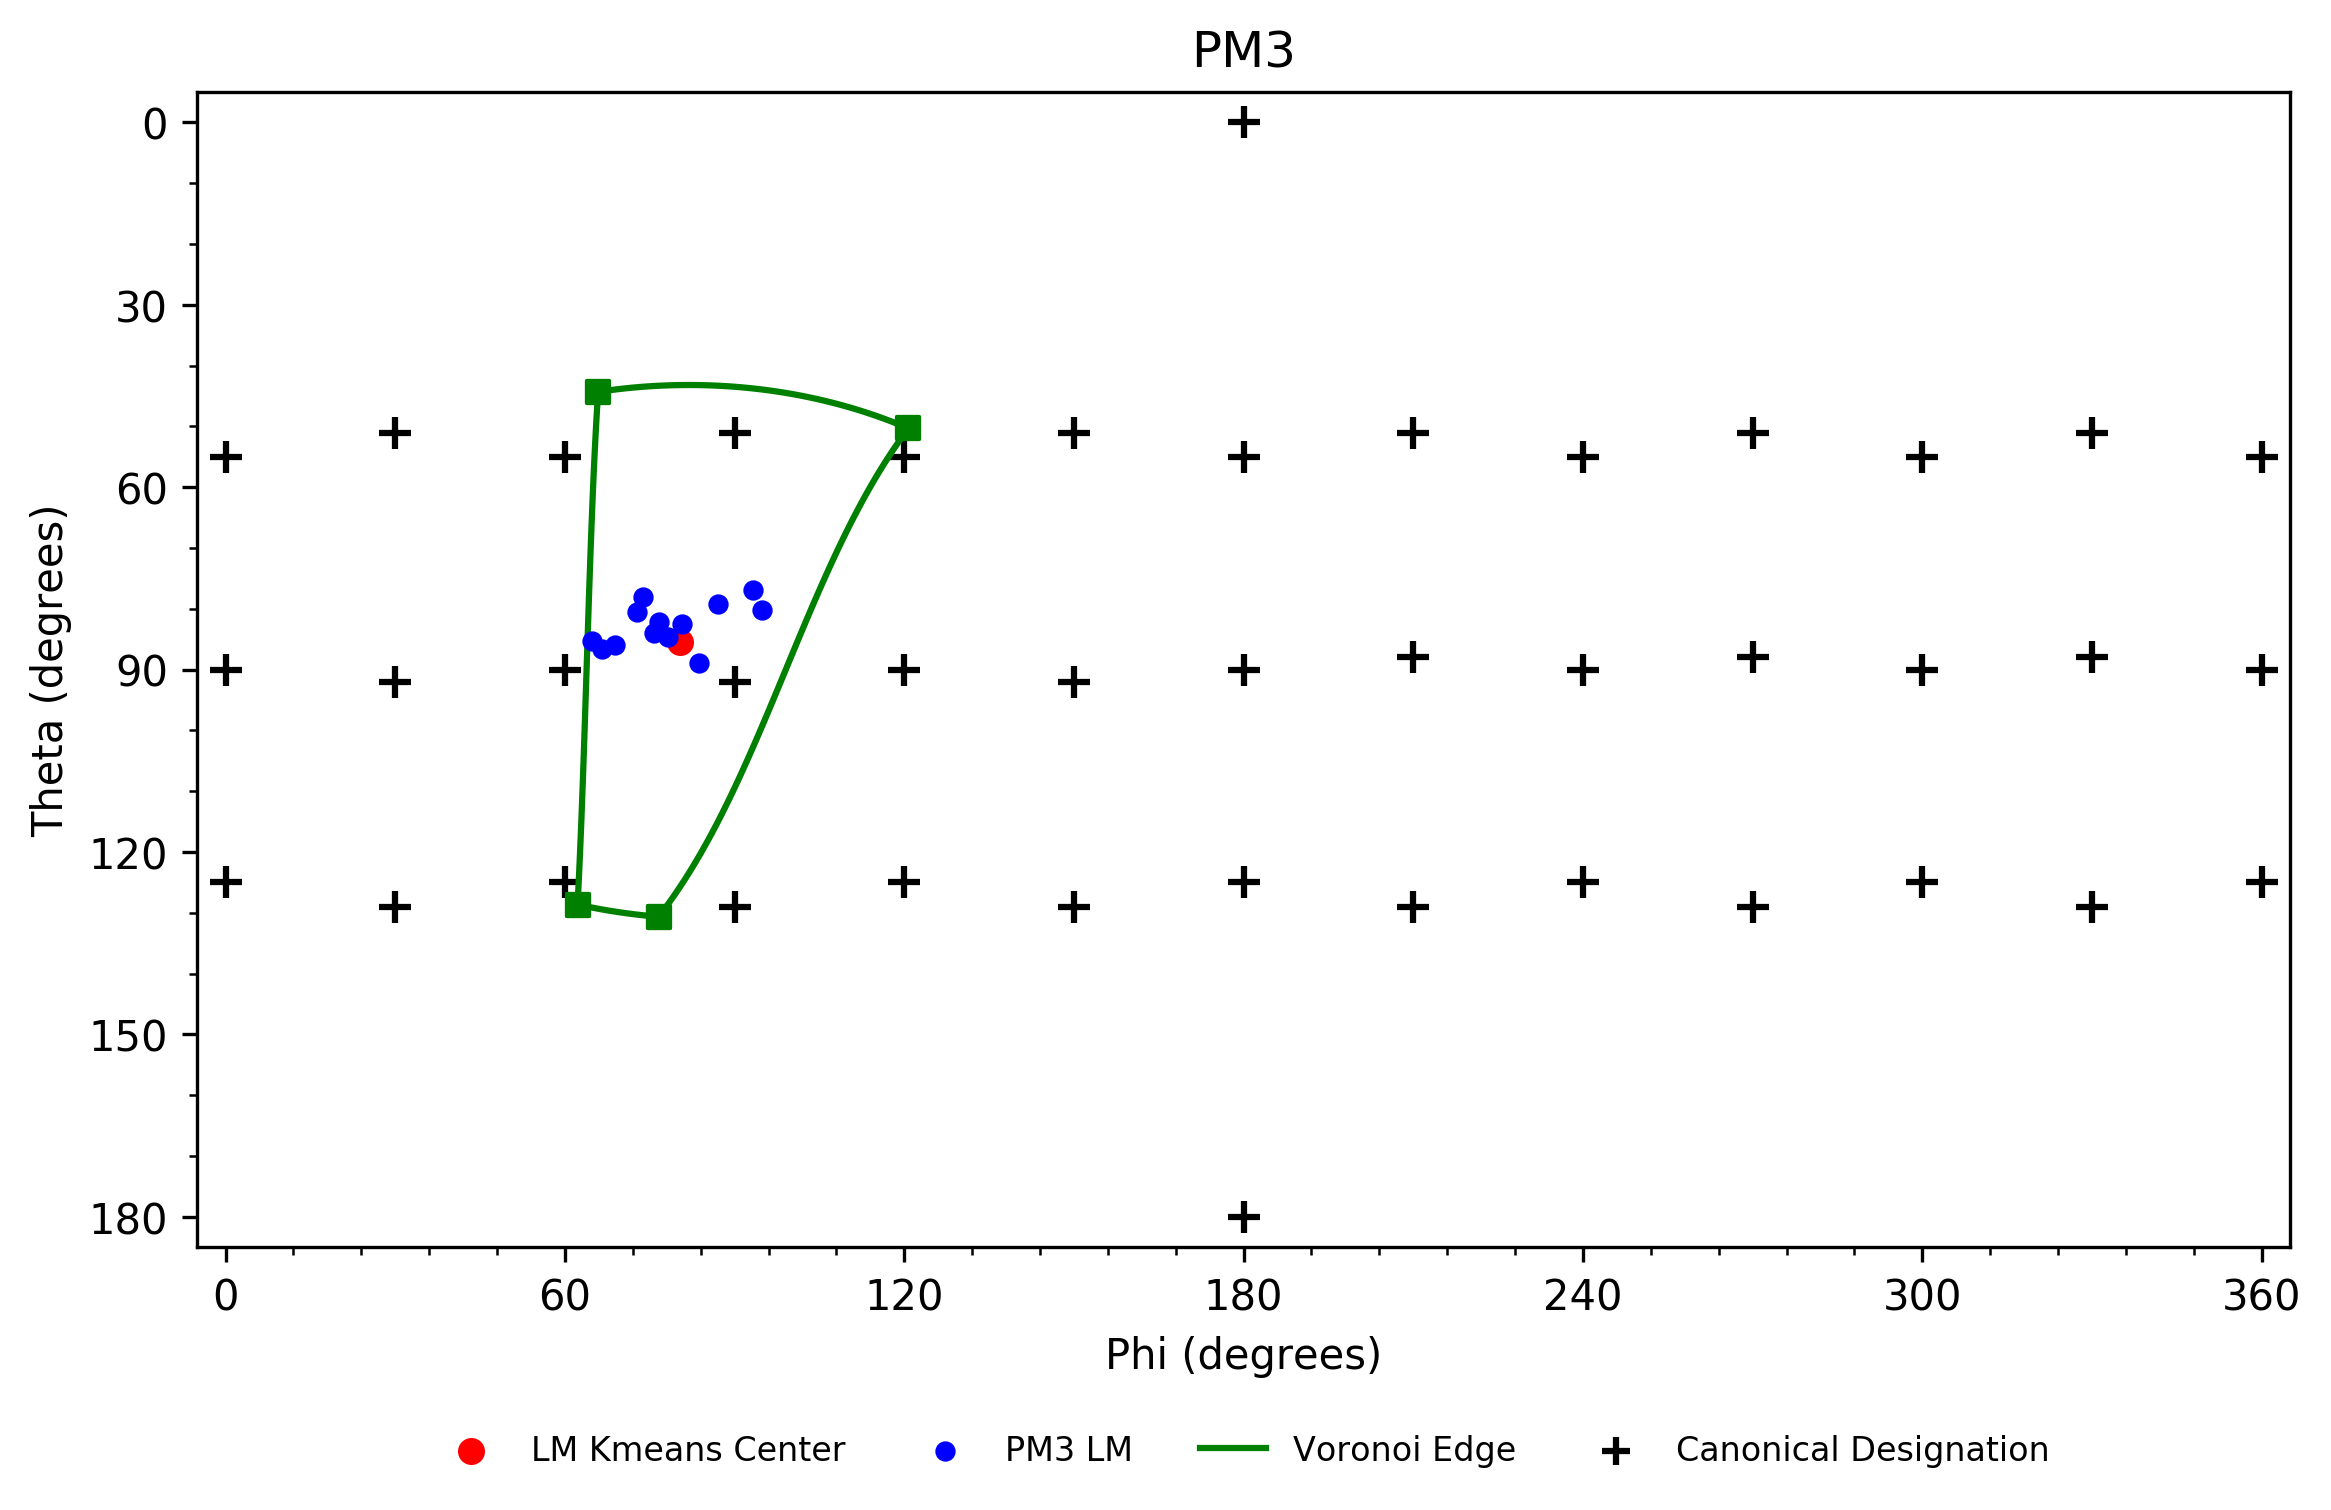 PM3
0
30
60
90
120
150
180
Theta (degrees)
0 60 120 180 240 300 360
Phi (degrees)
LM Kmeans Center PM3 LM Voronoi Edge Canonical Designation